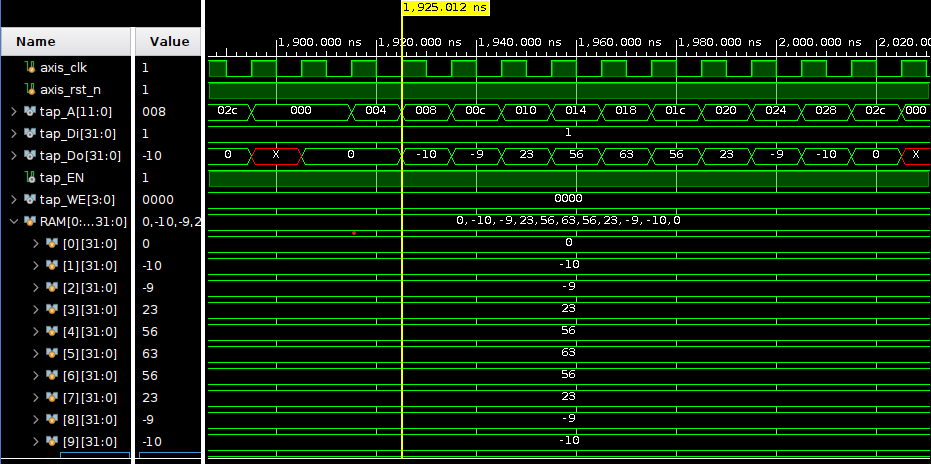 1,925.012 ns
Name Value
1,900.000 ns 1,920.000 ns 1,940.000 ns 1,960.000 ns 1,980.000 ns 2,000.000 ns 2,020.00
axis_clk 1
axis_rst_n 1
tap_A[11:0] 008 02c 000 004 008 00c 010 014 018 01c 020 024 028 02c 000
tap_Di[31:0] 1 1
tap_Do[31:0] -10 0 X 0 -10 -9 23 56 63 56 23 -9 -10 0 X
tap_EN 1
tap_WE[3:0] 0000 0000
RAM[0:...31:0] 0,-10,-9,2 0,-10,-9,23,56,63,56,23,-9,-10,0
[0][31:0] 0 0
[1][31:0] -10 -10
[2][31:0] -9 -9
[3][31:0] 23 23
[4][31:0] 56 56
[5][31:0] 63 63
[6][31:0] 56 56
[7][31:0] 23 23
[8][31:0] -9 -9
[9][31:0] -10 -10